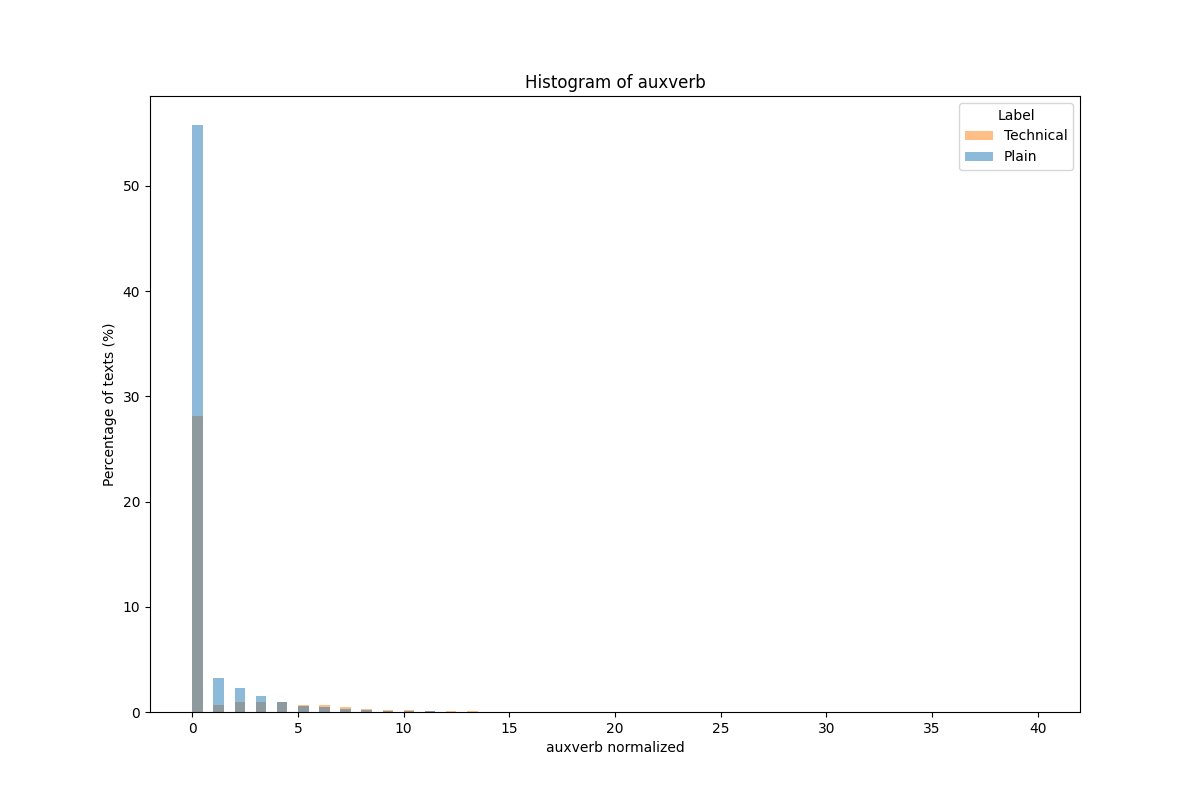 Histogram of auxverb
Label
Technical
Plain
Percentage of texts (%)
50
40
30
20
10
0
0 5 10 15 20 25 30 35 40
auxverb normalized